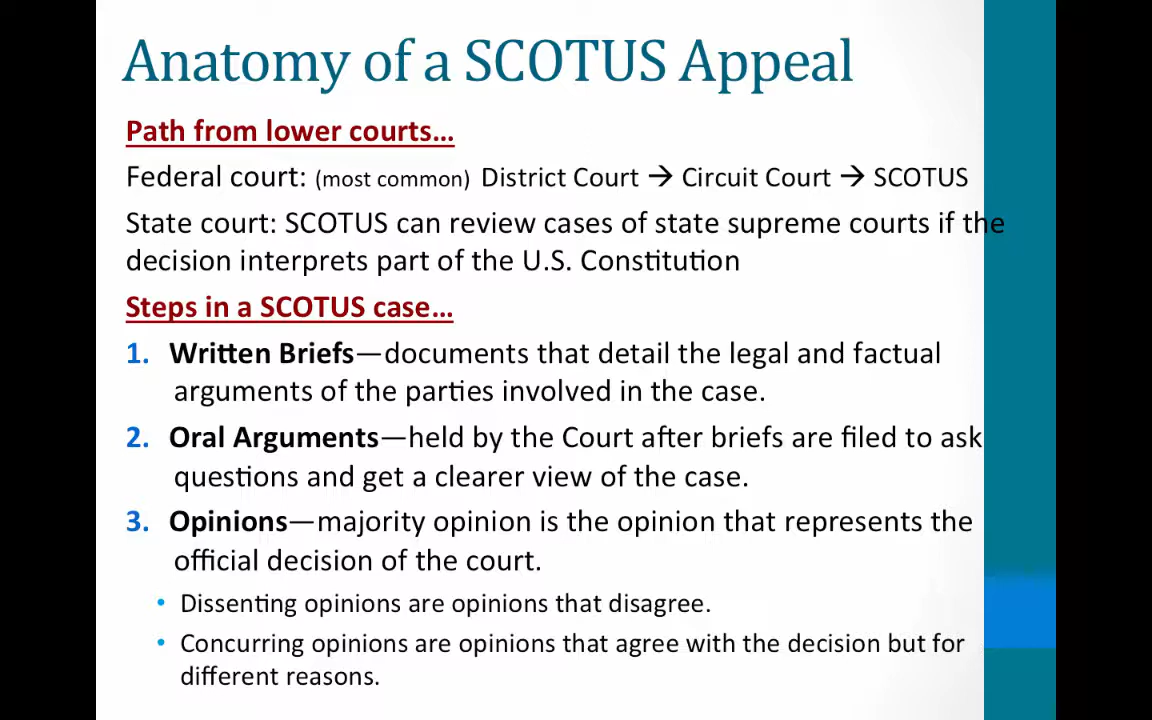 Anatomy of a SCOTUS Appeal
Path from lower courts…
Federal court: (most common) District Court → Circuit Court → SCOTUS
State court: SCOTUS can review cases of state supreme courts if the
decision interprets part of the U.S. Constitution
Steps in a SCOTUS case…
1. Written Briefs—documents that detail the legal and factual
arguments of the parties involved in the case.
2. Oral Arguments—held by the Court after briefs are filed to ask
questions and get a clearer view of the case.
3. Opinions—majority opinion is the opinion that represents the
official decision of the court.
• Dissenting opinions are opinions that disagree.
• Concurring opinions are opinions that agree with the decision but for
different reasons.